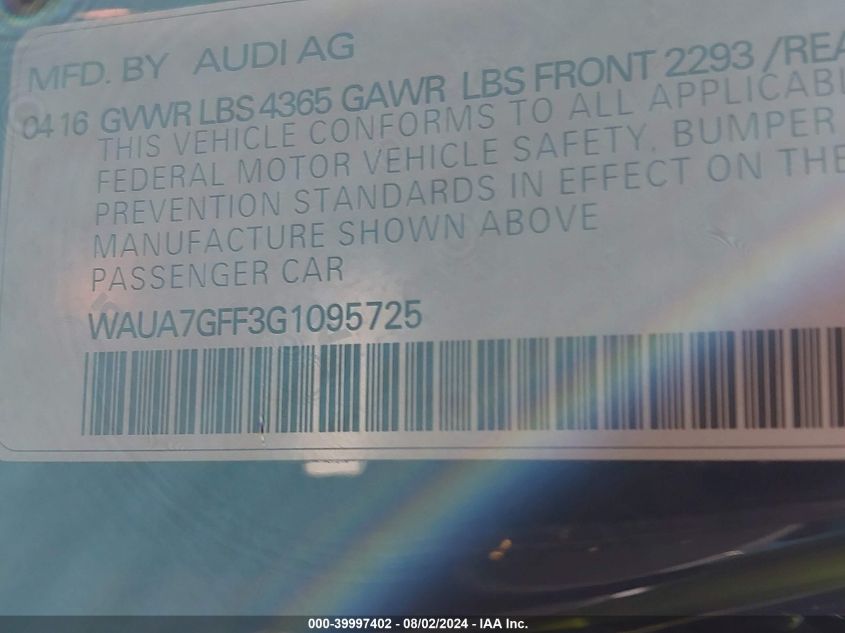 MFD. BY AUDI AG
04 16 GVWR LBS 4365 GAWR LBS FRONT 2293 /REA
THIS VEHICLE CONFORMS TO ALL APPLICABL
FEDERAL MOTOR VEHICLE SAFETY, BUMPER
PREVENTION STANDARDS IN EFFECT ON THE
MANUFACTURE SHOWN ABOVE
PASSENGER CAR
WAUA7GFF3G1095725
000-39997402 - 08/02/2024 - IAA Inc.